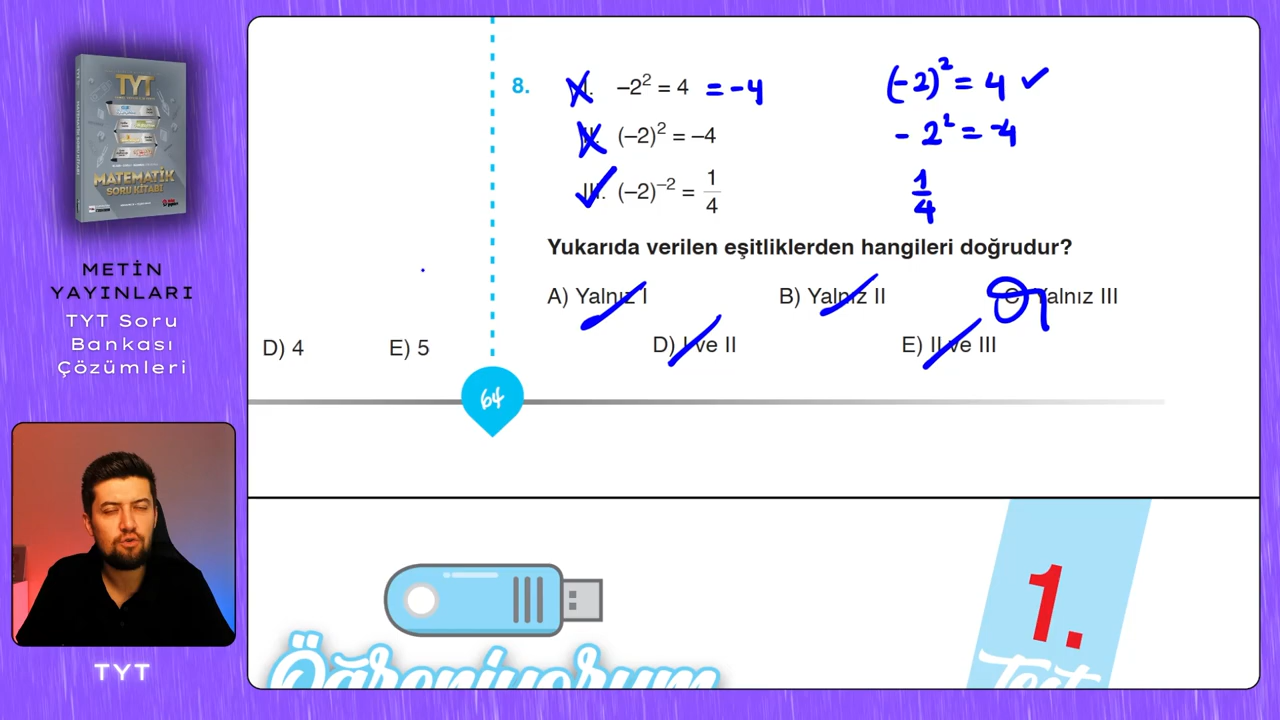 TYT
MATEMATİK
SORU KİTABI
METİN
YAYINLARI
TYT Soru
Bankası
Çözümleri
TYT
8. I. –2² = 4 = -4
II. (–2)² = –4
III. (–2)⁻² = 1/4
(-2)² = 4 ✓
- 2² = -4
1/4
Yukarıda verilen eşitliklerden hangileri doğrudur?
A) Yalnız I B) Yalnız II C) Yalnız III
D) I ve II E) II ve III
D) 4 E) 5
64
Öğreniyorum
1.
Test